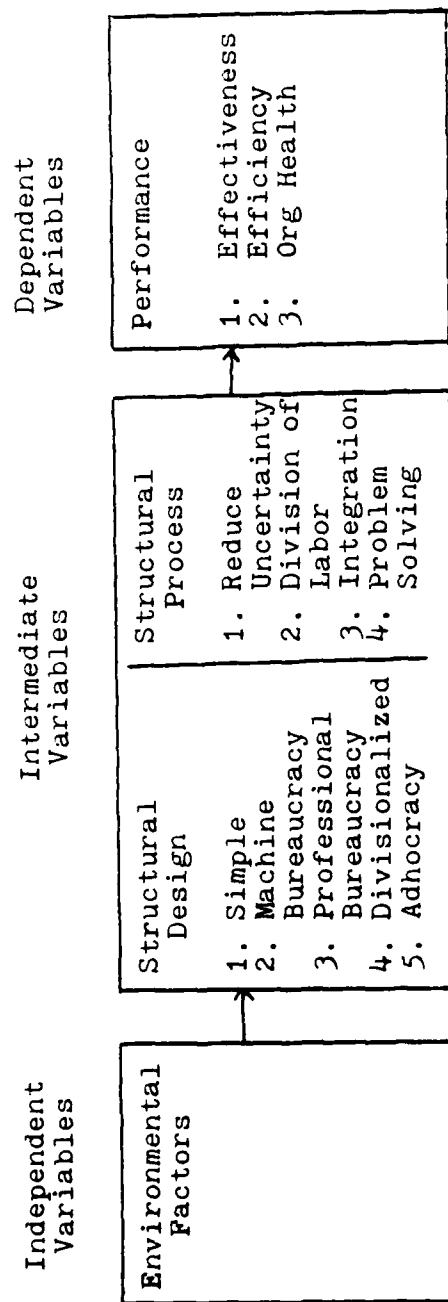 Independent
Variables
Environmental
Factors
Intermediate
Variables
Structural
Design
1. Simple
2. Machine
Bureaucracy
3. Professional
Bureaucracy
4. Divisionalized
5. Adhocracy
Structural
Process
1. Reduce
Uncertainty
2. Division of
Labor
3. Integration
4. Problem
Solving
Dependent
Variables
Performance
1. Effectiveness
2. Efficiency
3. Org Health